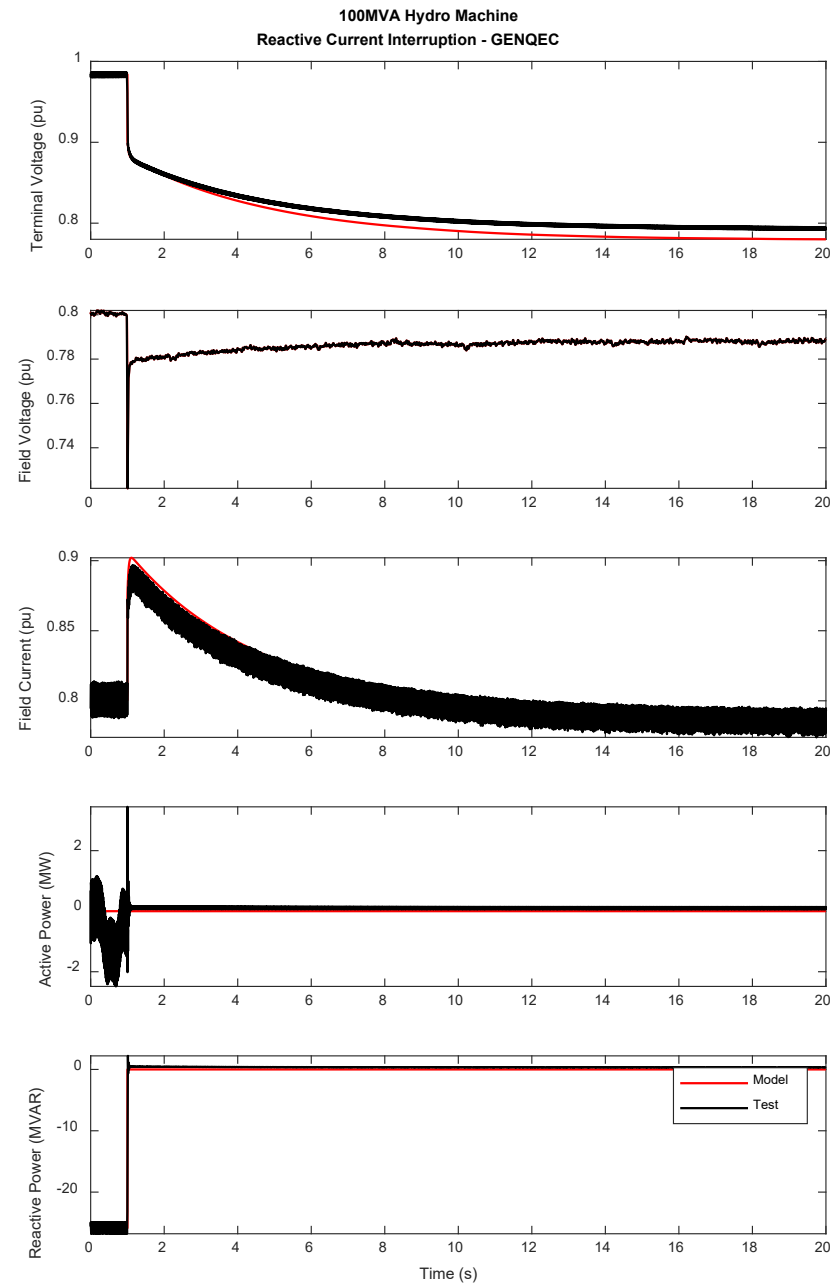 100MVA Hydro Machine
Reactive Current Interruption - GENQEC
1
0.9
0.8
Terminal Voltage (pu)
0 2 4 6 8 10 12 14 16 18 20
0.8
0.78
0.76
0.74
Field Voltage (pu)
0 2 4 6 8 10 12 14 16 18 20
0.9
0.85
0.8
Field Current (pu)
0 2 4 6 8 10 12 14 16 18 20
2
0
-2
Active Power (MW)
0 2 4 6 8 10 12 14 16 18 20
0
-10
-20
Reactive Power (MVAR)
Model
Test
0 2 4 6 8 10 12 14 16 18 20
Time (s)